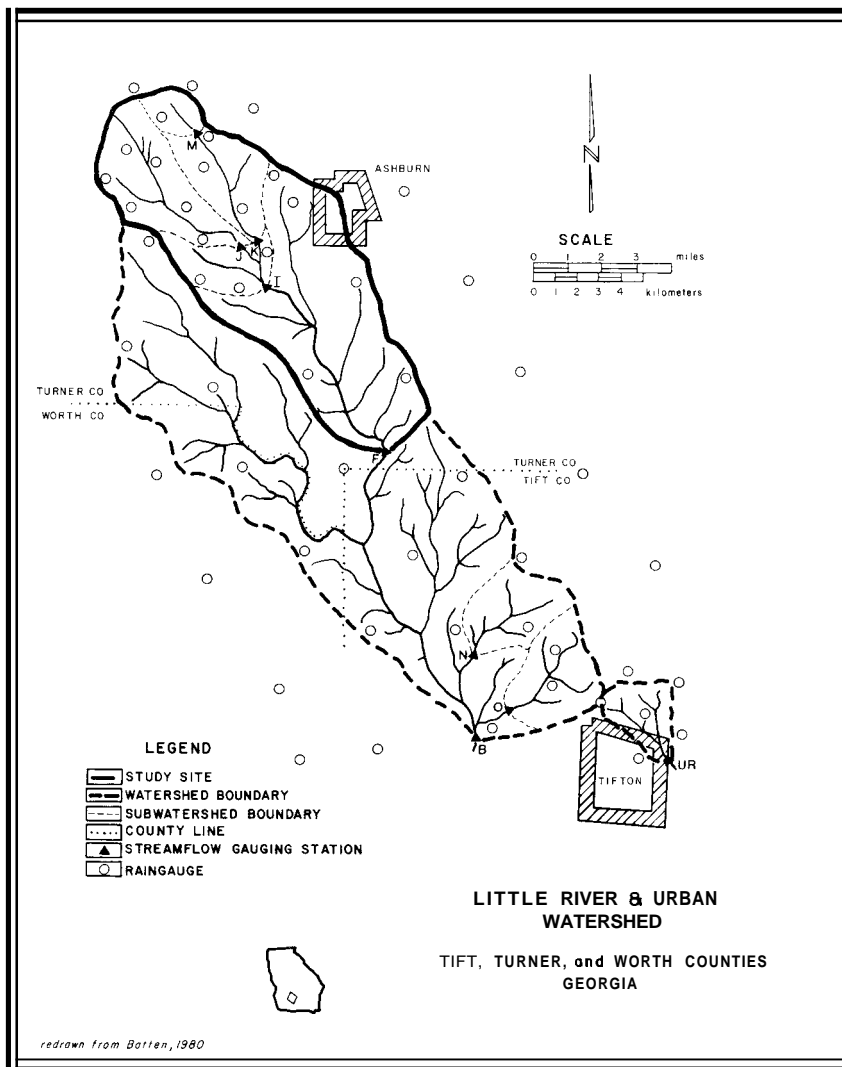 M
ASHBURN
N
SCALE
0 1 2 3 miles
0 1 2 3 4 kilometers
J K
I
TURNER CO
WORTH CO
F
TURNER CO
TIFT CO
N
O
B
UR
TIFTON
LEGEND
STUDY SITE
WATERSHED BOUNDARY
SUBWATERSHED BOUNDARY
COUNTY LINE
STREAMFLOW GAUGING STATION
RAINGAUGE
LITTLE RIVER & URBAN
WATERSHED
TIFT, TURNER, and WORTH COUNTIES
GEORGIA
redrawn from Batten, 1980